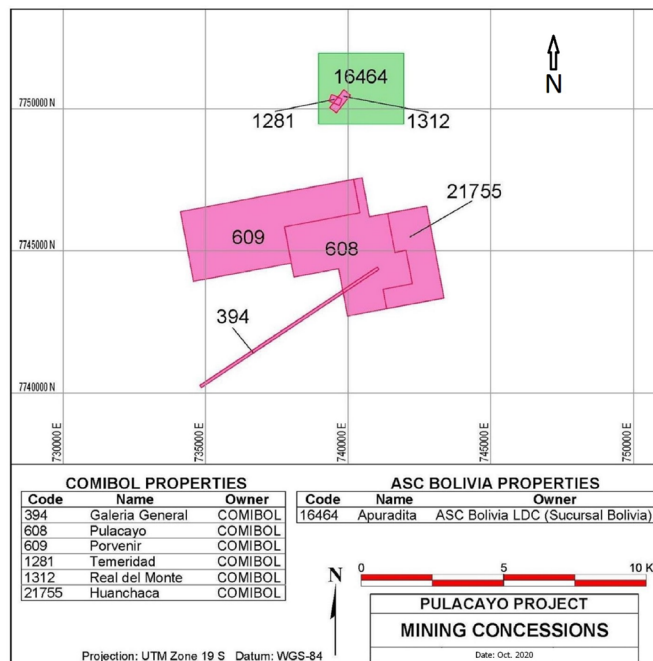 16464
N
7750000 N
1281
1312
21755
609
608
7745000 N
394
7740000 N
730000 E
735000 E
740000 E
745000 E
750000 E
COMIBOL PROPERTIES
Code Name Owner
394 Galeria General COMIBOL
608 Pulacayo COMIBOL
609 Porvenir COMIBOL
1281 Temeridad COMIBOL
1312 Real del Monte COMIBOL
21755 Huanchaca COMIBOL
ASC BOLIVIA PROPERTIES
Code Name Owner
16464 Apuradita ASC Bolivia LDC (Sucursal Bolivia)
N
0 5 10 K
PULACAYO PROJECT
MINING CONCESSIONS
Projection: UTM Zone 19 S Datum: WGS-84
Date: Oct. 2020